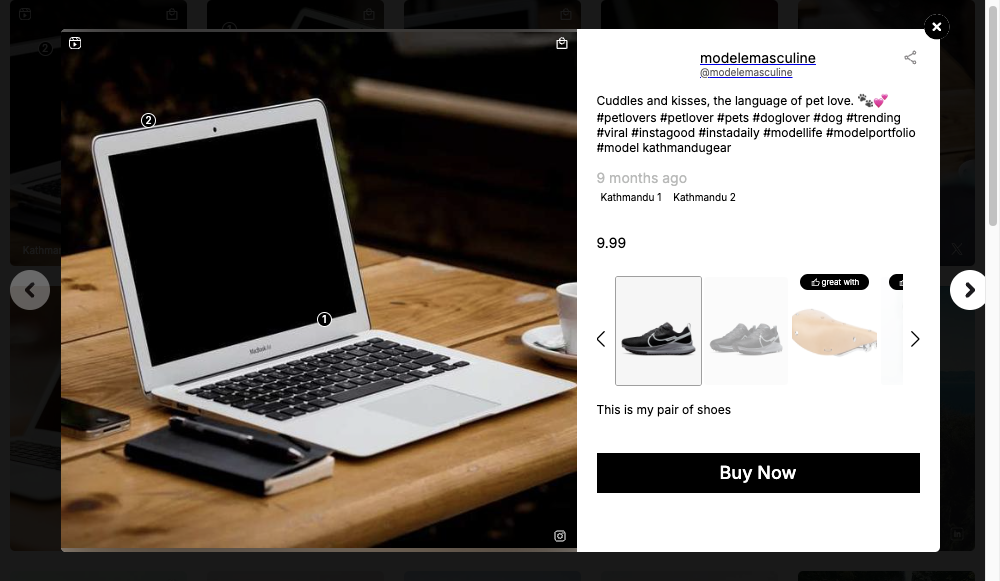 2
MacBook Air
1
modelemasculine
@modelemasculine
Cuddles and kisses, the language of pet love. 🐾💕
#petlovers #petlover #pets #doglover #dog #trending
#viral #instagood #instadaily #modellife #modelportfolio
#model kathmandugear
9 months ago
Kathmandu 1 Kathmandu 2
9.99
great with
This is my pair of shoes
Buy Now